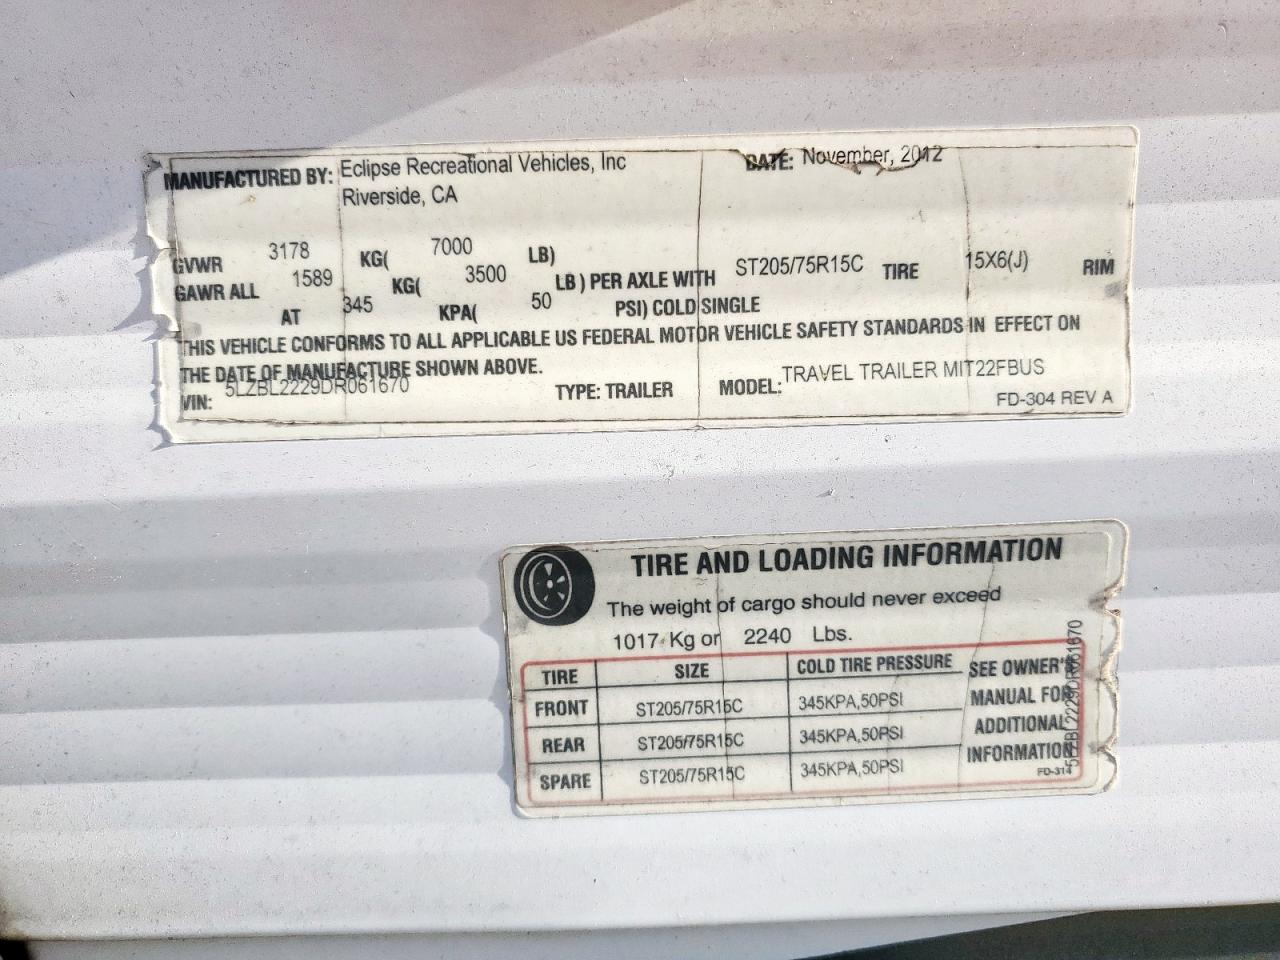 MANUFACTURED BY: Eclipse Recreational Vehicles, Inc DATE: November, 2012
Riverside, CA
GVWR 3178 KG( 7000 LB)
GAWR ALL 1589 KG( 3500 LB ) PER AXLE WITH ST205/75R15C TIRE 15X6(J) RIM
AT 345 KPA( 50 PSI) COLD SINGLE
THIS VEHICLE CONFORMS TO ALL APPLICABLE US FEDERAL MOTOR VEHICLE SAFETY STANDARDS IN EFFECT ON
THE DATE OF MANUFACTURE SHOWN ABOVE.
VIN: 5LZBL2229DR061670 TYPE: TRAILER MODEL: TRAVEL TRAILER MIT22FBUS
FD-304 REV A
TIRE AND LOADING INFORMATION
The weight of cargo should never exceed
1017 Kg or 2240 Lbs.
TIRE SIZE COLD TIRE PRESSURE SEE OWNER'S
FRONT ST205/75R15C 345KPA,50PSI MANUAL FOR
ADDITIONAL
REAR ST205/75R15C 345KPA,50PSI INFORMATION
SPARE ST205/75R15C 345KPA,50PSI FD-314
5LZBL2229DR061670